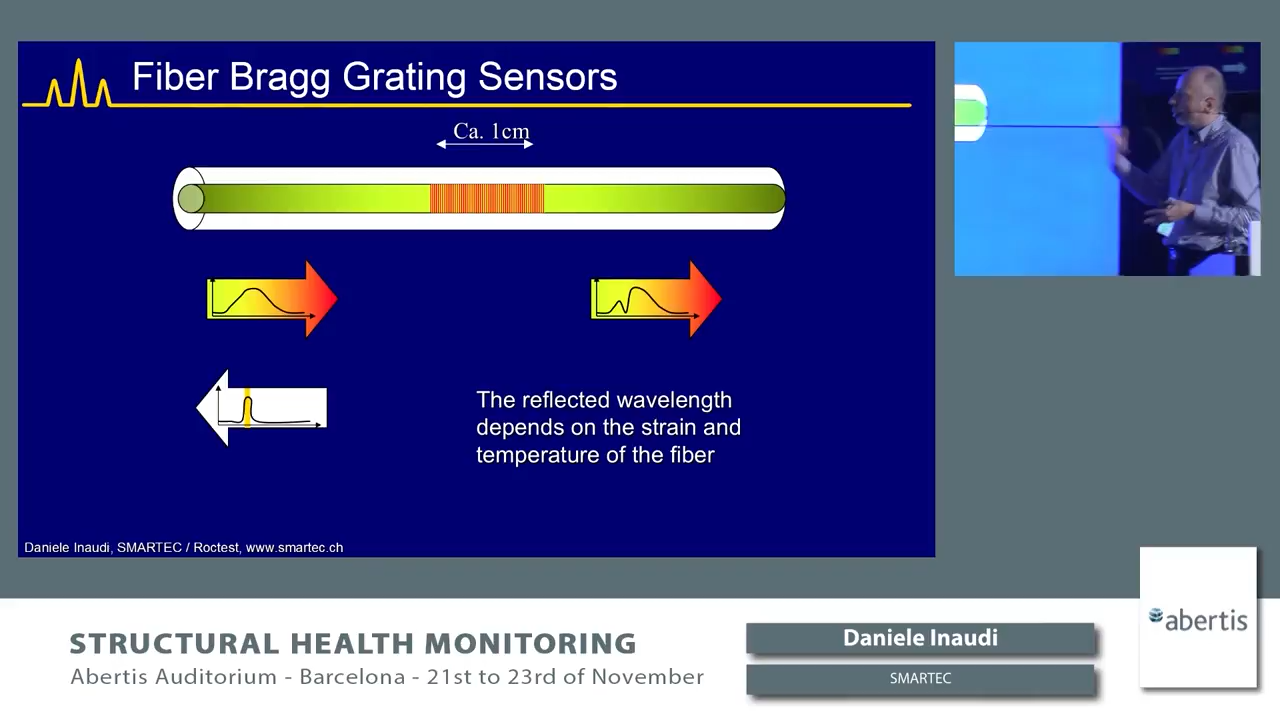 Fiber Bragg Grating Sensors
Ca. 1cm
The reflected wavelength
depends on the strain and
temperature of the fiber
Daniele Inaudi, SMARTEC / Roctest, www.smartec.ch
STRUCTURAL HEALTH MONITORING
Abertis Auditorium - Barcelona - 21st to 23rd of November
Daniele Inaudi
SMARTEC
abertis